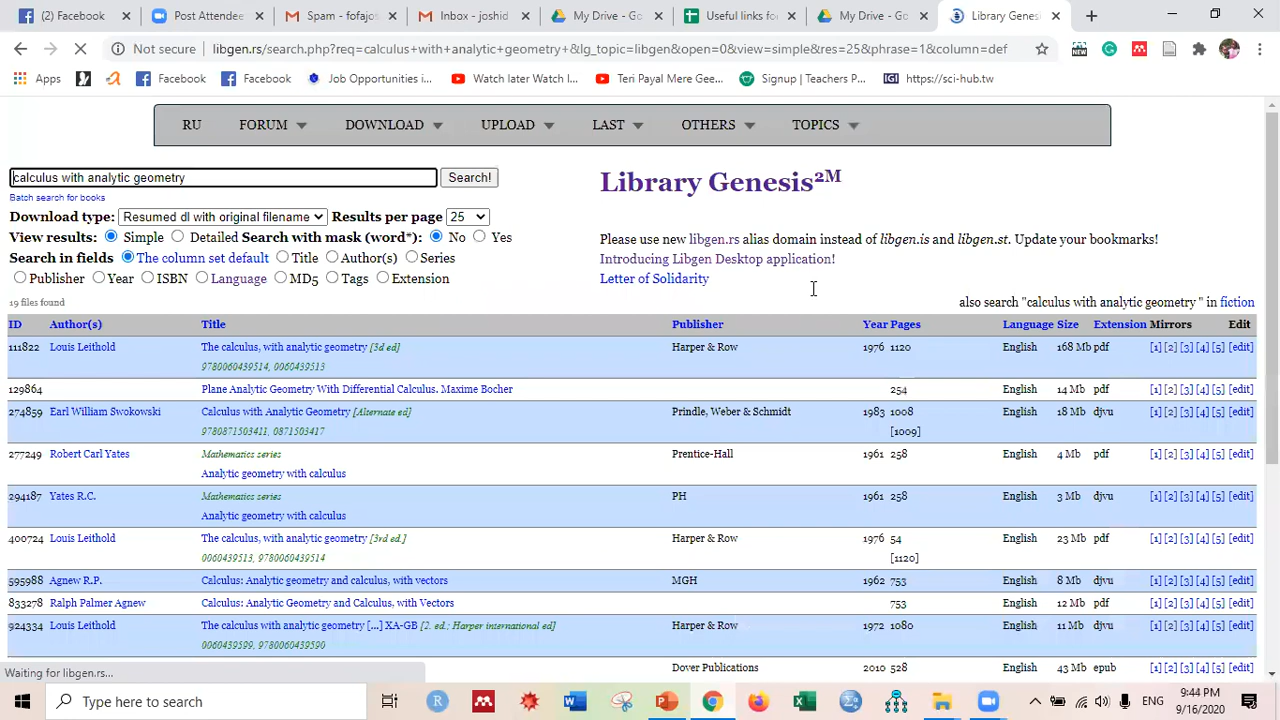 (2) Facebook
Post Attendee
Spam - fofajos
Inbox - joshid
My Drive - Go
Useful links for
My Drive - Go
Library Genesi
Not secure | libgen.rs/search.php?req=calculus+with+analytic+geometry+&lg_topic=libgen&open=0&view=simple&res=25&phrase=1&column=def
NEW
Apps
Facebook
Facebook
Job Opportunities i...
Watch later Watch l...
Teri Payal Mere Gee...
Signup | Teachers P...
https://sci-hub.tw
RU FORUM DOWNLOAD UPLOAD LAST OTHERS TOPICS
calculus with analytic geometry Search!
Batch search for books
Download type: Resumed dl with original filename Results per page 25
View results: Simple Detailed Search with mask (word*): No Yes
Search in fields The column set default Title Author(s) Series
Publisher Year ISBN Language MD5 Tags Extension
19 files found
Library Genesis2M
Please use new libgen.rs alias domain instead of libgen.is and libgen.st. Update your bookmarks!
Introducing Libgen Desktop application!
Letter of Solidarity
also search "calculus with analytic geometry " in fiction
ID Author(s) Title Publisher Year Pages Language Size Extension Mirrors Edit
111822 Louis Leithold The calculus, with analytic geometry [3d ed] Harper & Row 1976 1120 English 168 Mb pdf [1] [2] [3] [4] [5] [edit]
9780060439514, 0060439513
129864 Plane Analytic Geometry With Differential Calculus. Maxime Bocher 254 English 14 Mb pdf [1] [2] [3] [4] [5] [edit]
274859 Earl William Swokowski Calculus with Analytic Geometry [Alternate ed] Prindle, Weber & Schmidt 1983 1008 English 18 Mb djvu [1] [2] [3] [4] [5] [edit]
9780871503411, 0871503417 [1009]
277249 Robert Carl Yates Mathematics series Prentice-Hall 1961 258 English 4 Mb pdf [1] [2] [3] [4] [5] [edit]
Analytic geometry with calculus
294187 Yates R.C. Mathematics series PH 1961 258 English 3 Mb djvu [1] [2] [3] [4] [5] [edit]
Analytic geometry with calculus
400724 Louis Leithold The calculus, with analytic geometry [3rd ed.] Harper & Row 1976 54 English 23 Mb pdf [1] [2] [3] [4] [5] [edit]
0060439513, 9780060439514 [1120]
595988 Agnew R.P. Calculus: Analytic geometry and calculus, with vectors MGH 1962 753 English 8 Mb djvu [1] [2] [3] [4] [5] [edit]
833278 Ralph Palmer Agnew Calculus: Analytic Geometry and Calculus, with Vectors 753 English 12 Mb pdf [1] [2] [3] [4] [5] [edit]
924334 Louis Leithold The calculus with analytic geometry [...] XA-GB [2. ed.; Harper international ed] Harper & Row 1972 1080 English 11 Mb djvu [1] [2] [3] [4] [5] [edit]
0060439599, 9780060439590
Dover Publications 2010 528 English 43 Mb epub [1] [2] [3] [4] [5] [edit]
Waiting for libgen.rs...
Type here to search
ENG
9:44 PM
9/16/2020